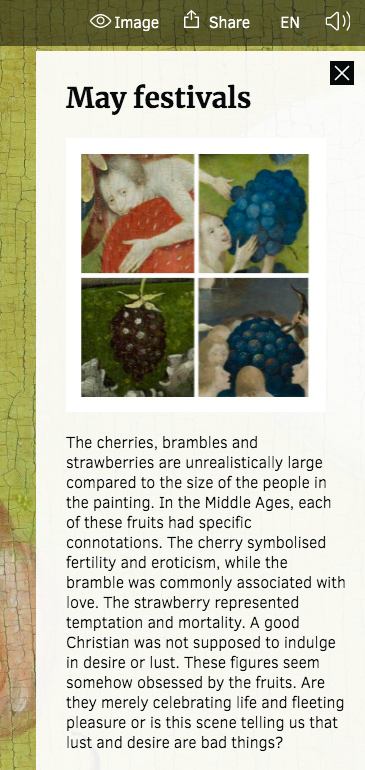 Image Share EN
May festivals
The cherries, brambles and
strawberries are unrealistically large
compared to the size of the people in
the painting. In the Middle Ages, each
of these fruits had specific
connotations. The cherry symbolised
fertility and eroticism, while the
bramble was commonly associated with
love. The strawberry represented
temptation and mortality. A good
Christian was not supposed to indulge
in desire or lust. These figures seem
somehow obsessed by the fruits. Are
they merely celebrating life and fleeting
pleasure or is this scene telling us that
lust and desire are bad things?